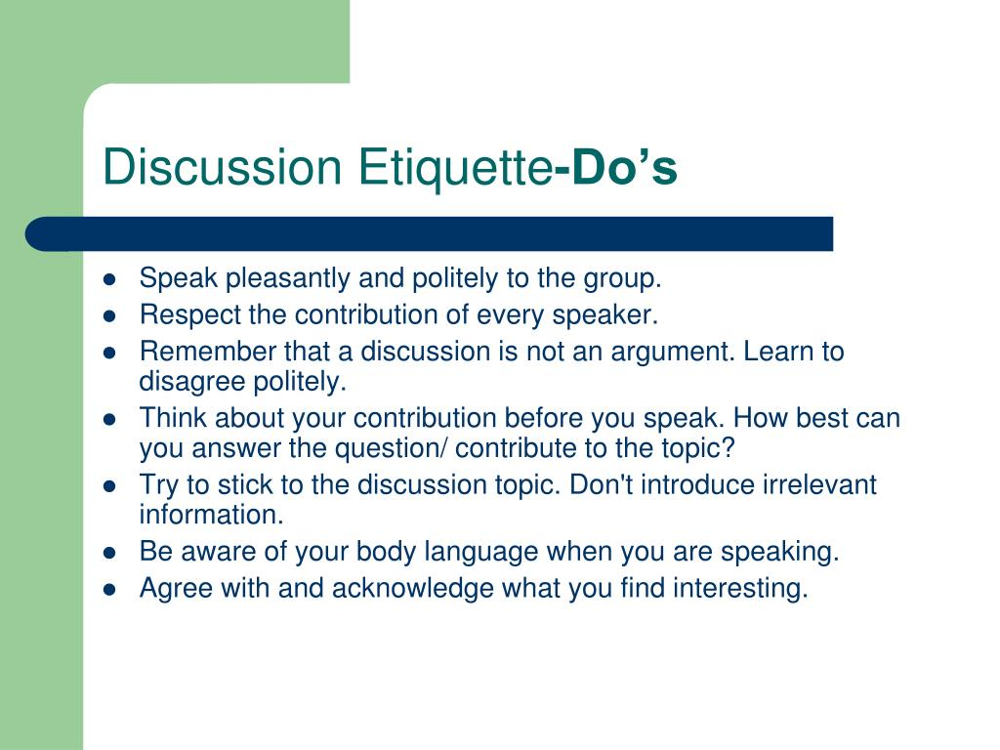 Discussion Etiquette-Do’s
● Speak pleasantly and politely to the group.
● Respect the contribution of every speaker.
● Remember that a discussion is not an argument. Learn to
disagree politely.
● Think about your contribution before you speak. How best can
you answer the question/ contribute to the topic?
● Try to stick to the discussion topic. Don't introduce irrelevant
information.
● Be aware of your body language when you are speaking.
● Agree with and acknowledge what you find interesting.